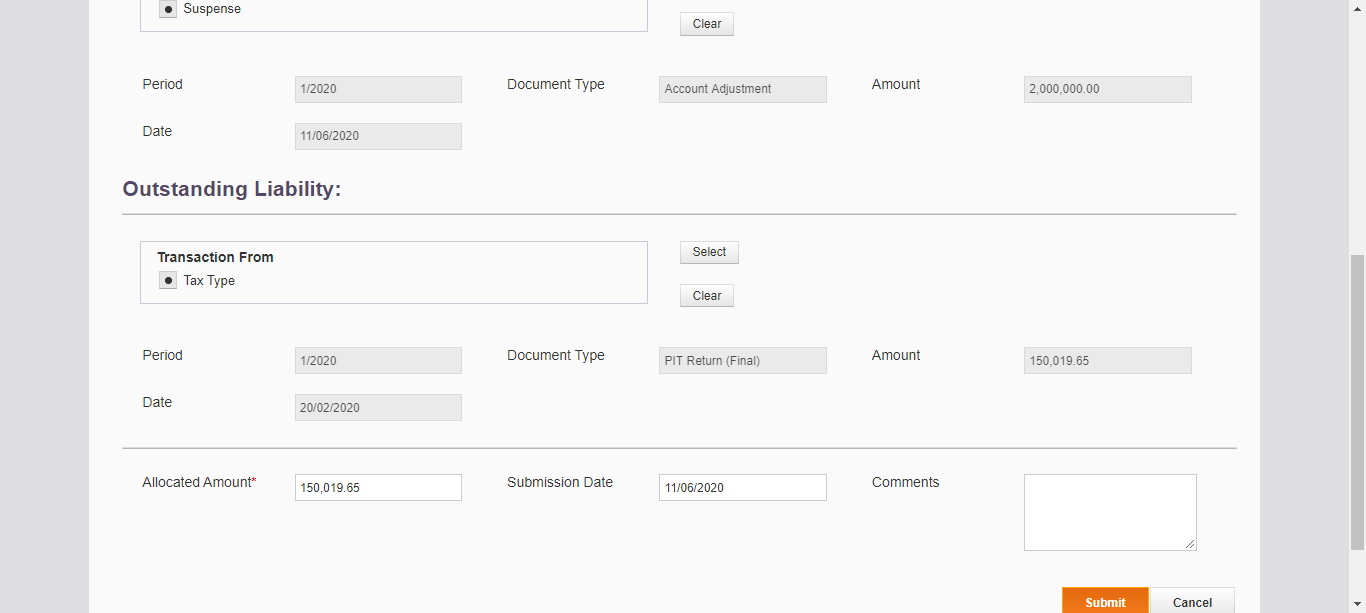 Suspense
Clear
Period 1/2020 Document Type Account Adjustment Amount 2,000,000.00
Date 11/06/2020
Outstanding Liability:
Transaction From
Select
Tax Type
Clear
Period 1/2020 Document Type PIT Return (Final) Amount 150,019.65
Date 20/02/2020
Allocated Amount* 150,019.65 Submission Date 11/06/2020 Comments
Submit Cancel